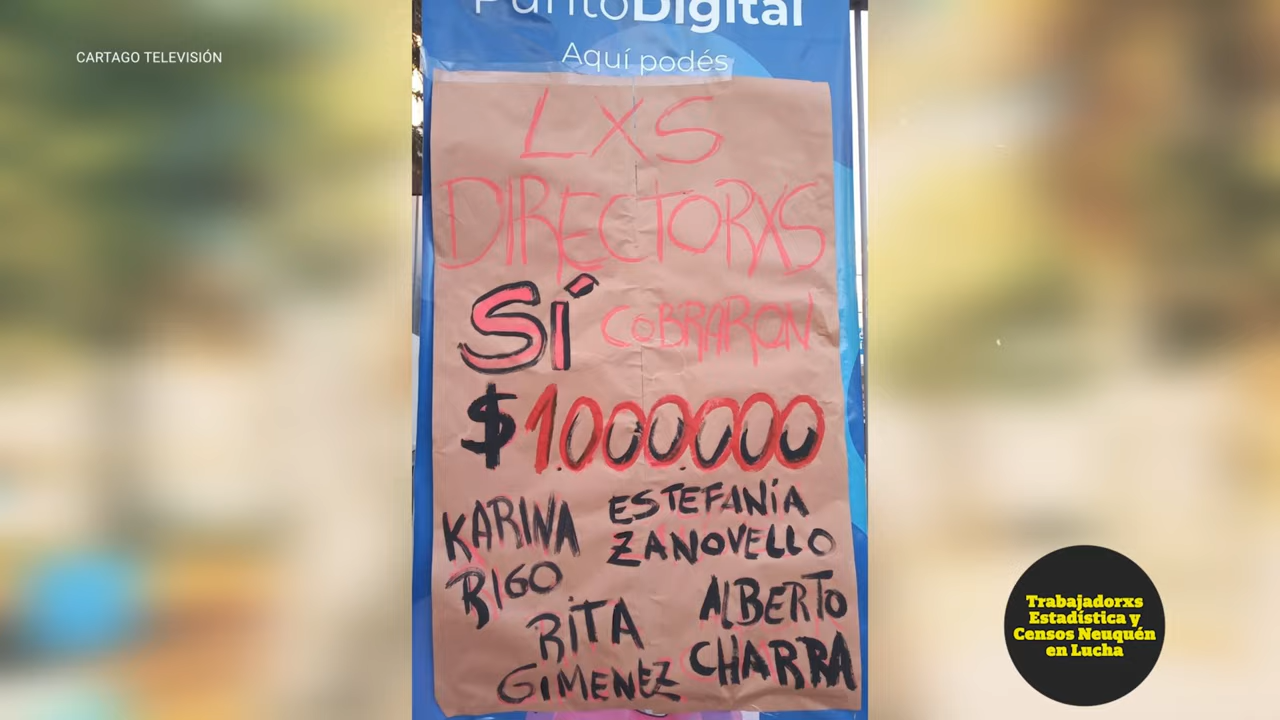 CARTAGO TELEVISIÓN
PuntoDigital
Aquí podés
LXS
DIRECTORXS
SÍ COBRARON
$1.000.000
KARINA
RIGO
ESTEFANÍA
ZANOVELLO
RITA
GIMENEZ
ALBERTO
CHARRA
Trabajadorxs
Estadística y
Censos Neuquén
en Lucha